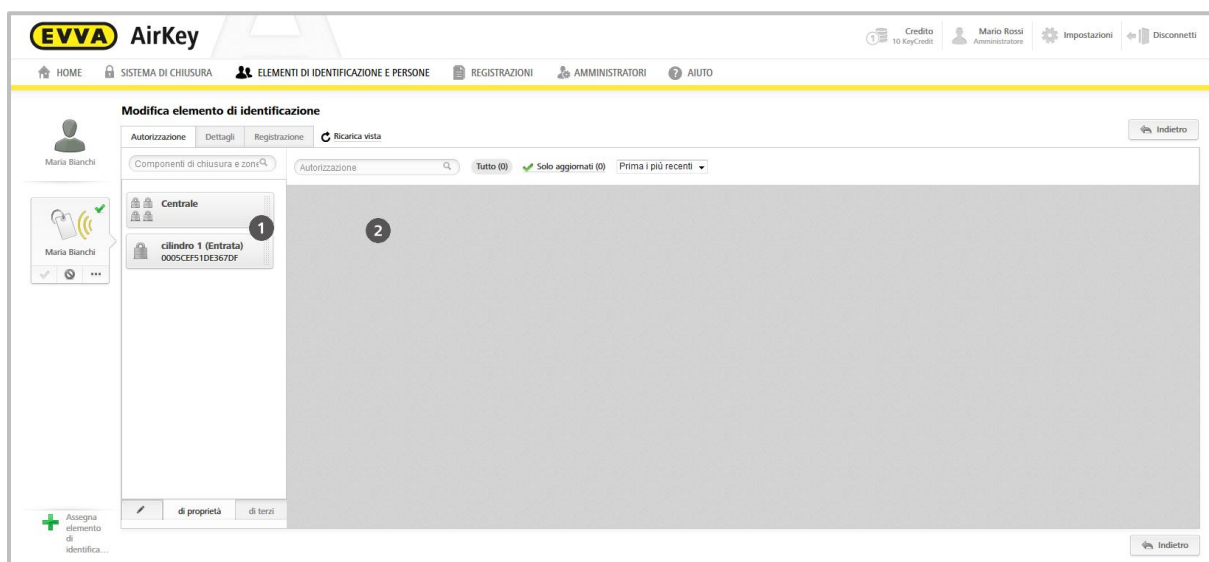 EVVA AirKey
Credito
10 KeyCredit
Mario Rossi
Amministratore
Impostazioni
Disconnetti
HOME
SISTEMA DI CHIUSURA
ELEMENTI DI IDENTIFICAZIONE E PERSONE
REGISTRAZIONI
AMMINISTRATORI
AIUTO
Modifica elemento di identificazione
Indietro
Autorizzazione
Dettagli
Registrazione
Ricarica vista
Maria Bianchi
Componenti di chiusura e zone
Autorizzazione
Tutto (0)
Solo aggiornati (0)
Prima i più recenti
Centrale
1
2
cilindro 1 (Entrata)
0005CEF51DE367DF
Maria Bianchi
di proprietà
di terzi
Assegna
elemento
di
identifica...
Indietro